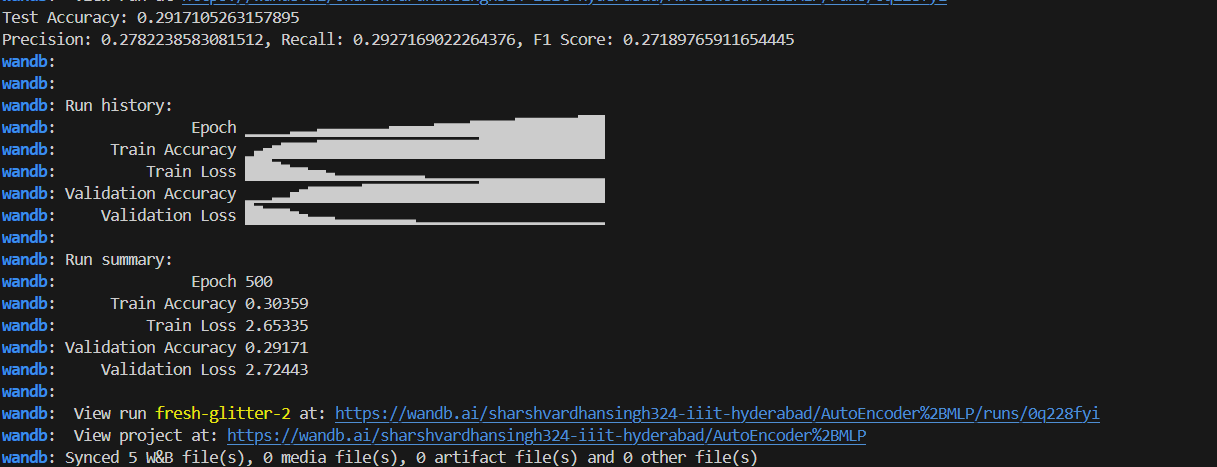 Test Accuracy: 0.2917105263157895
Precision: 0.2782238583081512, Recall: 0.2927169022264376, F1 Score: 0.27189765911654445
wandb:
wandb:
wandb: Run history:
wandb: Epoch
wandb: Train Accuracy
wandb: Train Loss
wandb: Validation Accuracy
wandb: Validation Loss
wandb:
wandb: Run summary:
wandb: Epoch 500
wandb: Train Accuracy 0.30359
wandb: Train Loss 2.65335
wandb: Validation Accuracy 0.29171
wandb: Validation Loss 2.72443
wandb:
wandb: View run fresh-glitter-2 at: https://wandb.ai/sharshvardhansingh324-iiit-hyderabad/AutoEncoder%2BMLP/runs/0q228fyi
wandb: View project at: https://wandb.ai/sharshvardhansingh324-iiit-hyderabad/AutoEncoder%2BMLP
wandb: Synced 5 W&B file(s), 0 media file(s), 0 artifact file(s) and 0 other file(s)